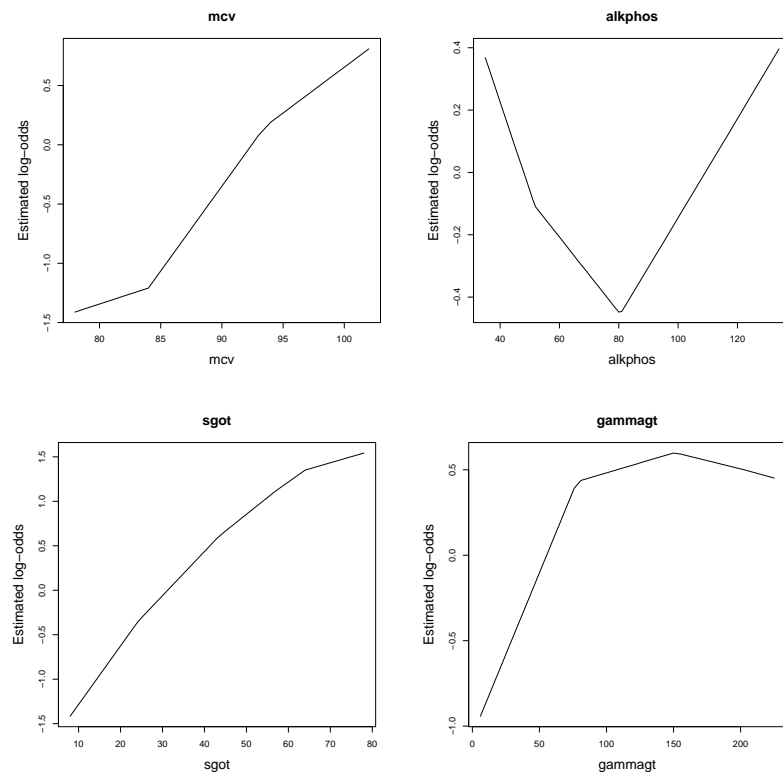 mcv
Estimated log−odds
0.5
0.0
−0.5
−1.0
−1.5
80 85 90 95 100
mcv
alkphos
Estimated log−odds
0.4
0.2
0.0
−0.2
−0.4
40 60 80 100 120
alkphos
sgot
Estimated log−odds
1.5
1.0
0.5
0.0
−0.5
−1.0
−1.5
10 20 30 40 50 60 70 80
sgot
gammagt
Estimated log−odds
0.5
0.0
−0.5
−1.0
0 50 100 150 200
gammagt